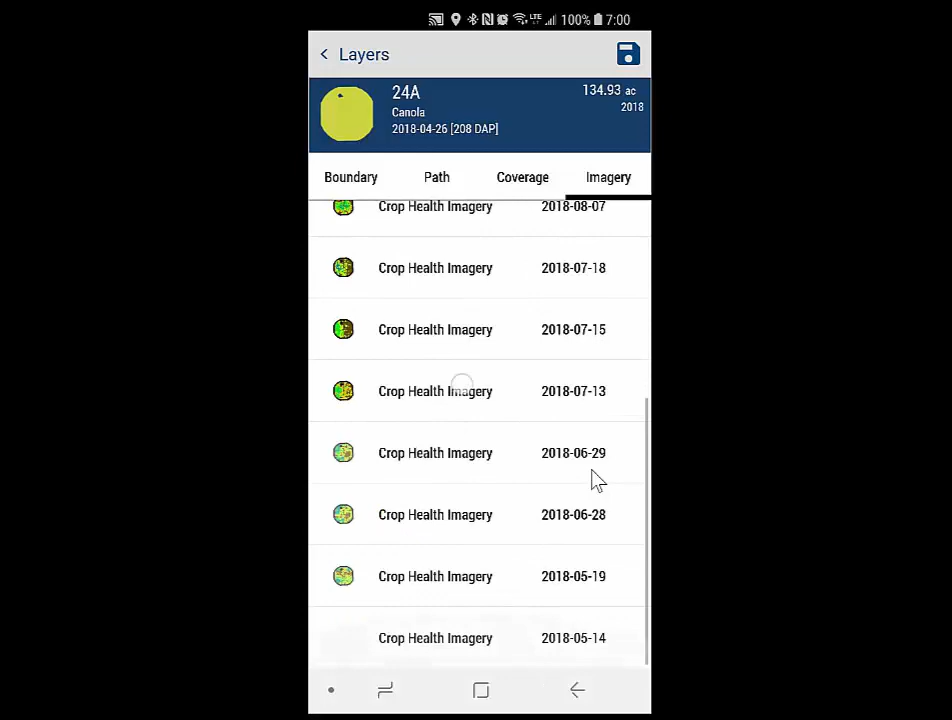 LTE 100% 7:00
< Layers
24A 134.93 ac
Canola 2018
2018-04-26 [208 DAP]
Boundary Path Coverage Imagery
Crop Health Imagery 2018-08-07
Crop Health Imagery 2018-07-18
Crop Health Imagery 2018-07-15
Crop Health Imagery 2018-07-13
Crop Health Imagery 2018-06-29
Crop Health Imagery 2018-06-28
Crop Health Imagery 2018-05-19
Crop Health Imagery 2018-05-14